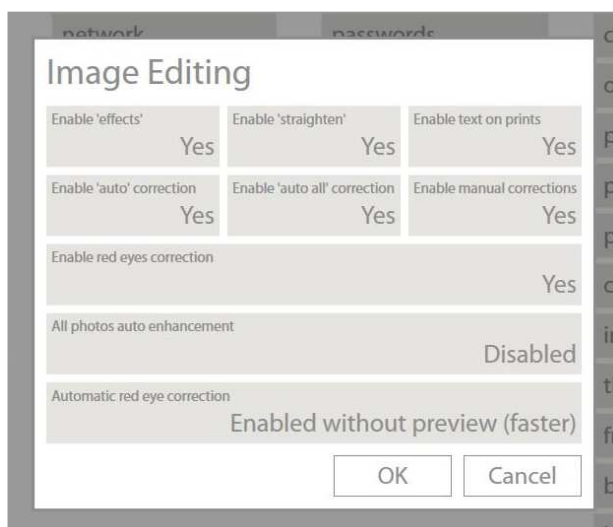 network passwords
Image Editing
Enable 'effects' Enable 'straighten' Enable text on prints
Yes Yes Yes
Enable 'auto' correction Enable 'auto all' correction Enable manual corrections
Yes Yes Yes
Enable red eyes correction
Yes
All photos auto enhancement
Disabled
Automatic red eye correction
Enabled without preview (faster)
OK Cancel